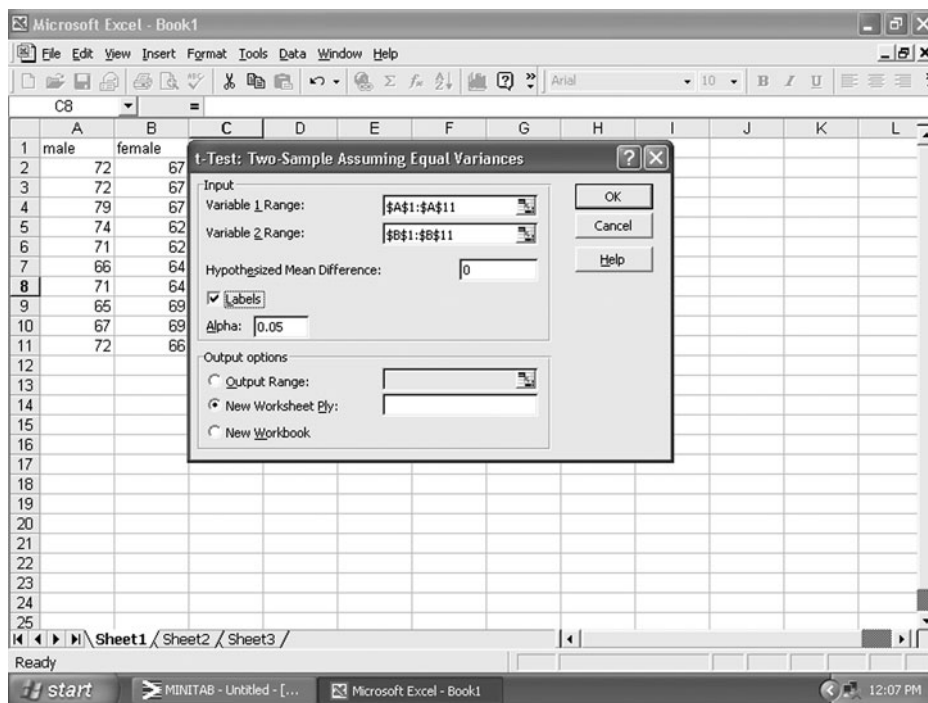 Microsoft Excel - Book1
File Edit View Insert Format Tools Data Window Help
Arial 10 B I U
C8 =
A B C D E F G H I J K L
1 male female
2 72 67
3 72 67
4 79 67
5 74 62
6 71 62
7 66 64
8 71 64
9 65 69
10 67 69
11 72 66
12
13
14
15
16
17
18
19
20
21
22
23
24
25
t-Test: Two-Sample Assuming Equal Variances
Input
Variable 1 Range: $A$1:$A$11
Variable 2 Range: $B$1:$B$11
Hypothesized Mean Difference: 0
Labels
Alpha: 0.05
Output options
Output Range:
New Worksheet Ply:
New Workbook
OK
Cancel
Help
Sheet1 Sheet2 Sheet3
Ready
start MINITAB - Untitled - [... Microsoft Excel - Book1 12:07 PM